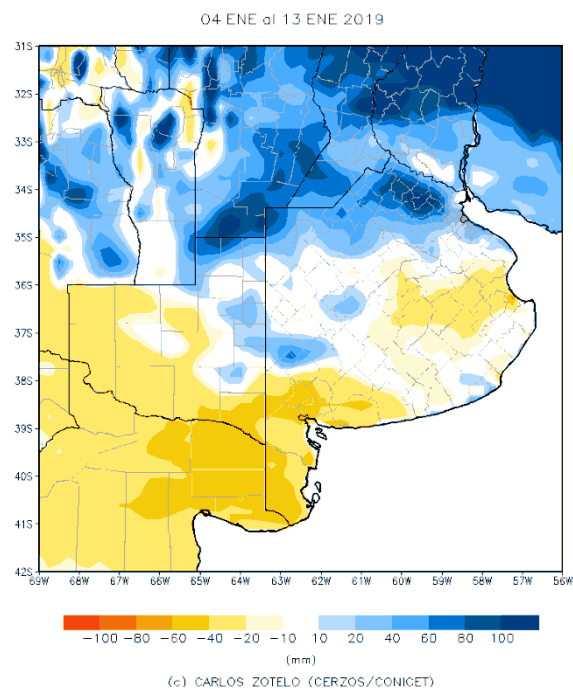 04 ENE al 13 ENE 2019
31S
32S
33S
34S
35S
36S
37S
38S
39S
40S
41S
42S
69W 68W 67W 66W 65W 64W 63W 62W 61W 60W 59W 58W 57W 56W
-100 -80 -60 -40 -20 -10 10 20 40 60 80 100
(mm)
(c) CARLOS ZOTELO (CERZOS/CONICET)